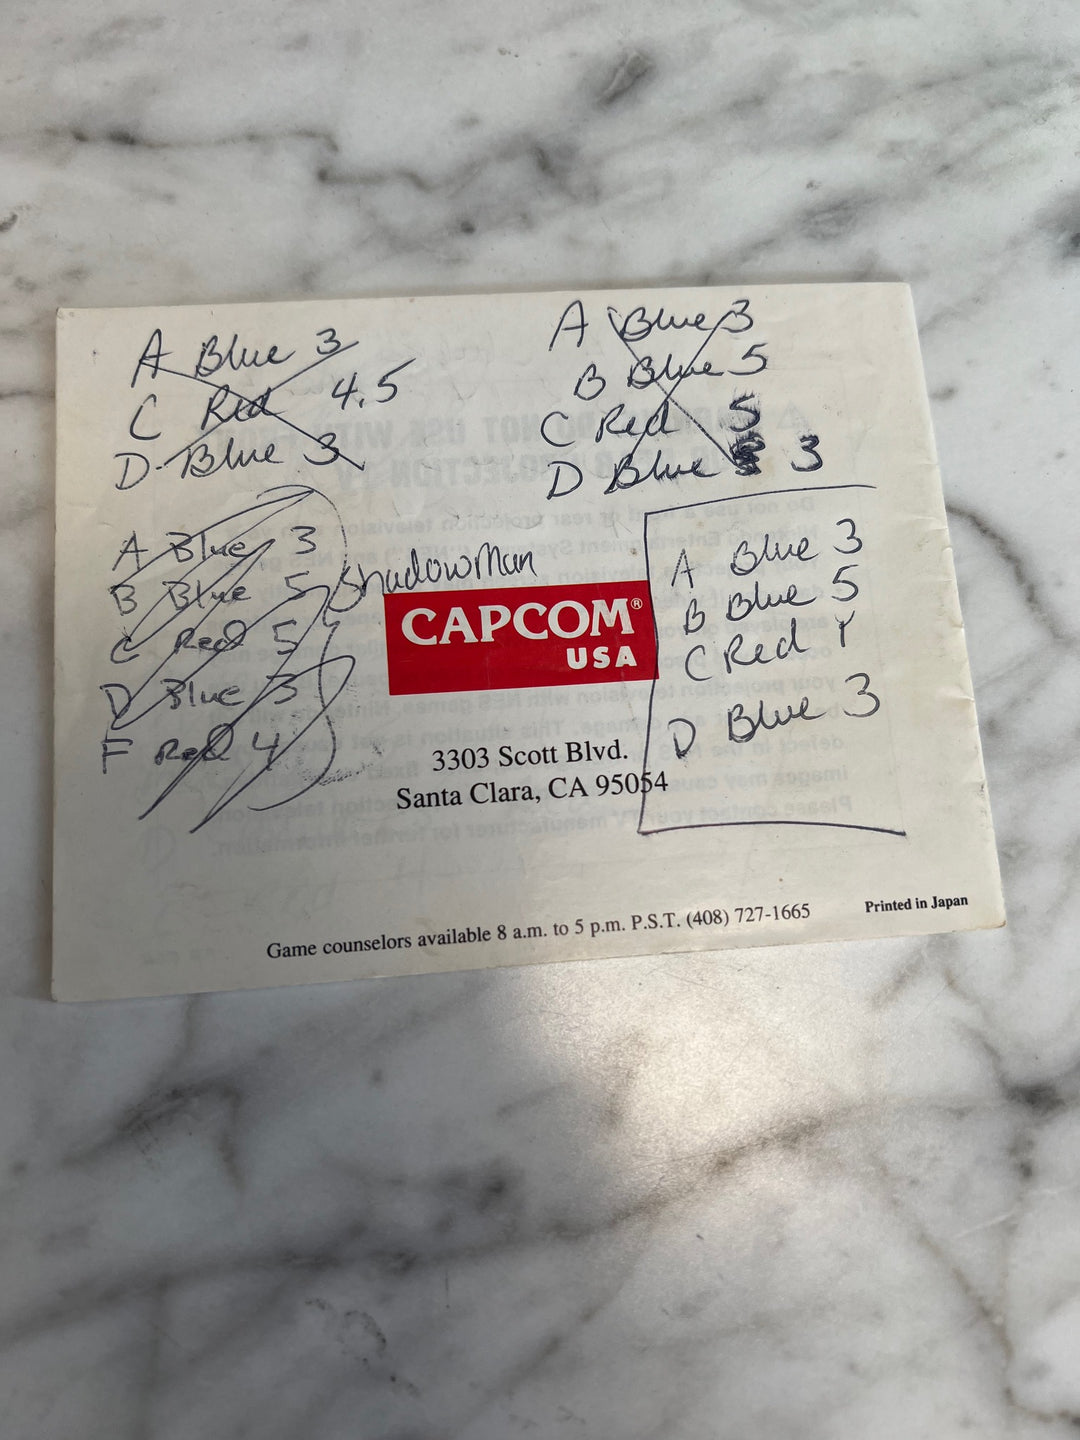 A Blue 3
C Red 4,5
D. Blue 3
A Blue 3
B Blue 5
C Red 5
D Blue 3
A Blue 3
B Blue 5
C Red 5
D Blue 3
F Red 4
ShadowMan
A Blue 3
B Blue 5
C Red 1
D Blue 3
CAPCOM®
USA
3303 Scott Blvd.
Santa Clara, CA 95054
Game counselors available 8 a.m. to 5 p.m. P.S.T. (408) 727-1665
Printed in Japan